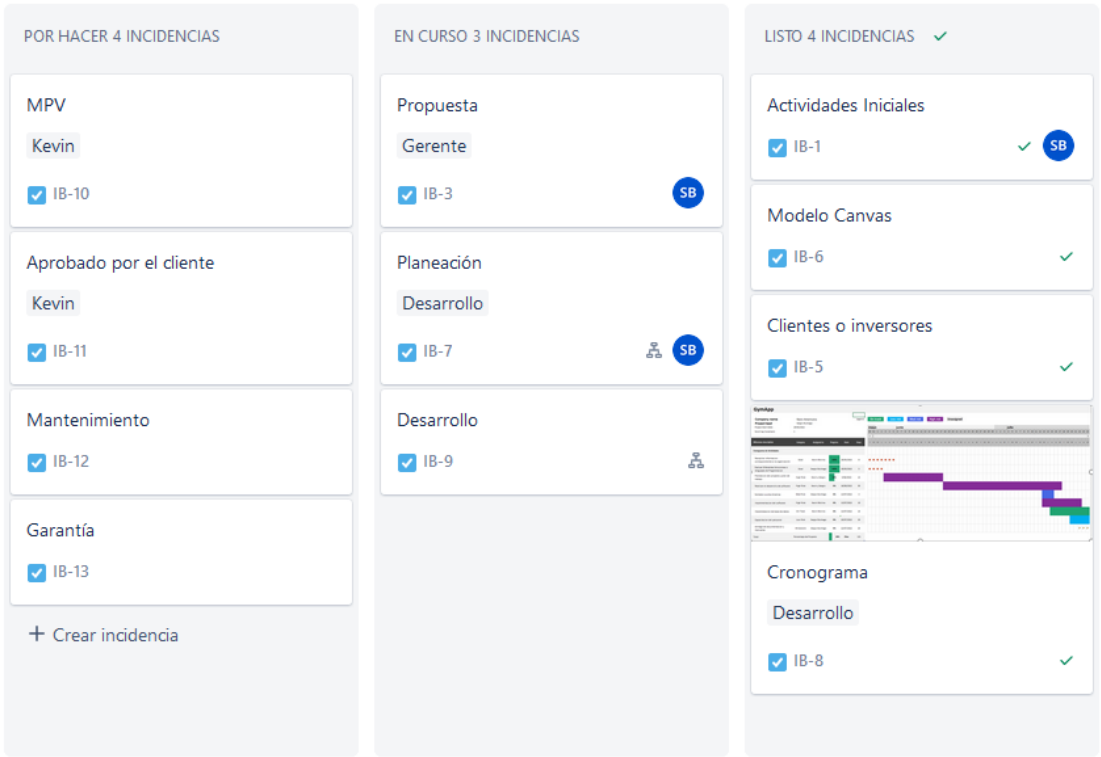 POR HACER 4 INCIDENCIAS
MPV
Kevin
IB-10
Aprobado por el cliente
Kevin
IB-11
Mantenimiento
IB-12
Garantía
IB-13
+ Crear incidencia
EN CURSO 3 INCIDENCIAS
Propuesta
Gerente
IB-3
SB
Planeación
Desarrollo
IB-7
SB
Desarrollo
IB-9
LISTO 4 INCIDENCIAS
Actividades Iniciales
IB-1
SB
Modelo Canvas
IB-6
Clientes o inversores
IB-5
GymApp
Cronograma
Desarrollo
IB-8